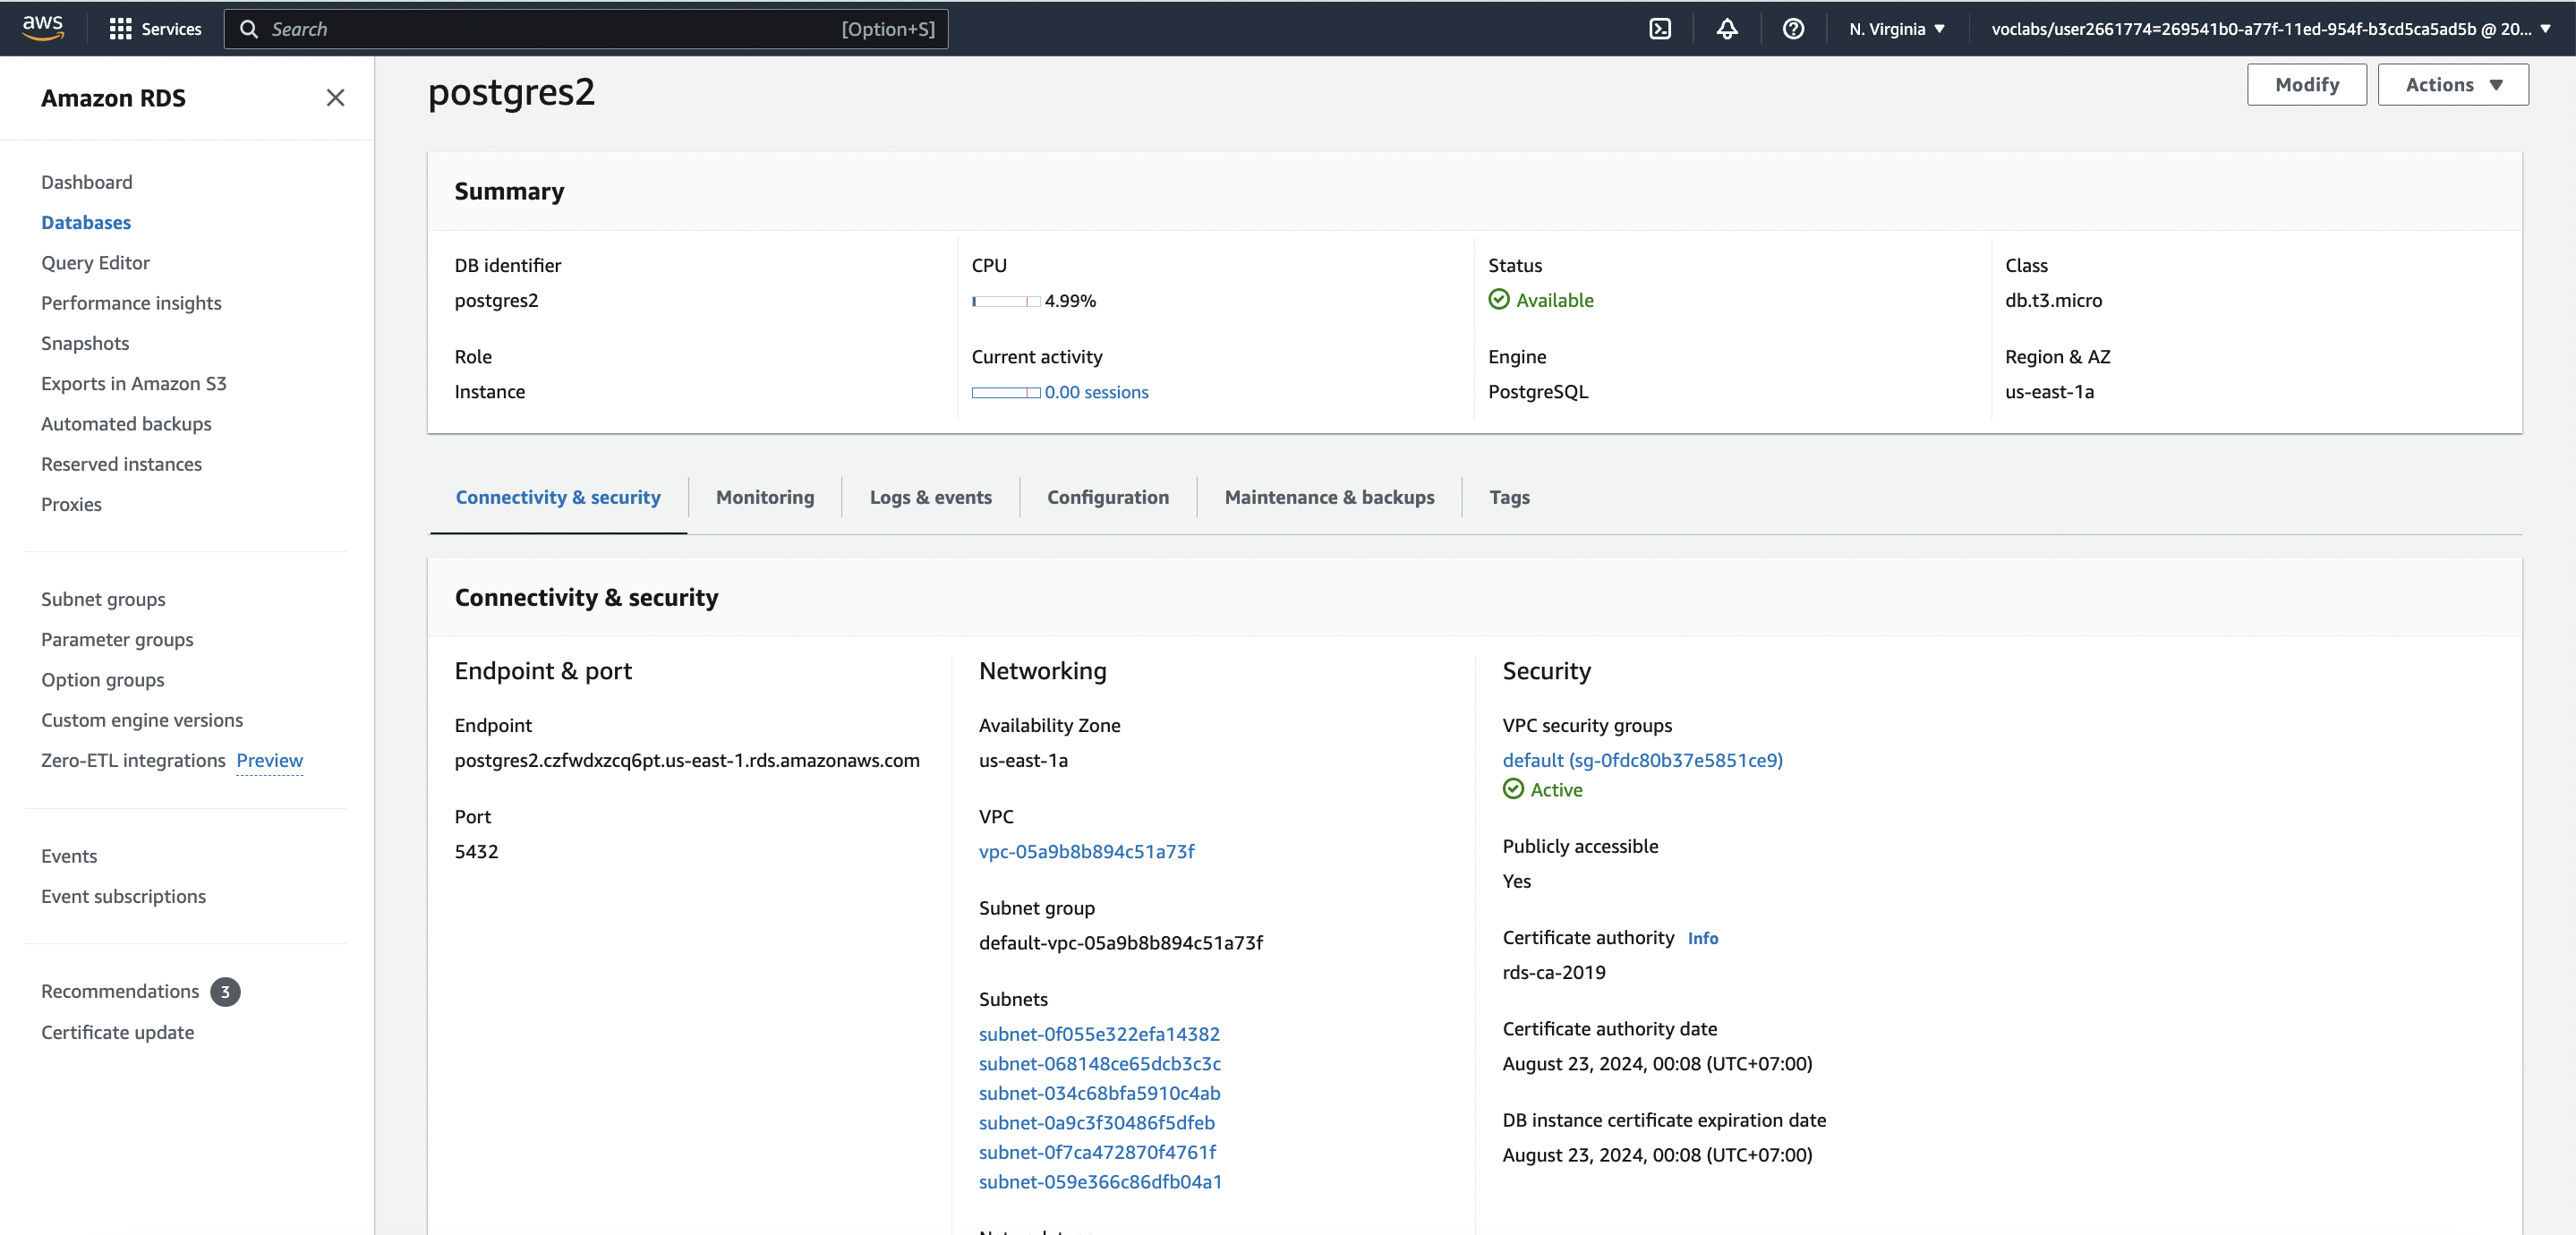 aws Services Search [Option+S] N. Virginia voclabs/user2661774=269541b0-a77f-11ed-954f-b3cd5ca5ad5b @ 20...
Amazon RDS
Dashboard
Databases
Query Editor
Performance insights
Snapshots
Exports in Amazon S3
Automated backups
Reserved instances
Proxies
Subnet groups
Parameter groups
Option groups
Custom engine versions
Zero-ETL integrations Preview
Events
Event subscriptions
Recommendations 3
Certificate update
postgres2
Modify
Actions
Summary
DB identifier
postgres2
Role
Instance
CPU
4.99%
Current activity
0.00 sessions
Status
Available
Engine
PostgreSQL
Class
db.t3.micro
Region & AZ
us-east-1a
Connectivity & security Monitoring Logs & events Configuration Maintenance & backups Tags
Connectivity & security
Endpoint & port
Endpoint
postgres2.czfwdxzcq6pt.us-east-1.rds.amazonaws.com
Port
5432
Networking
Availability Zone
us-east-1a
VPC
vpc-05a9b8b894c51a73f
Subnet group
default-vpc-05a9b8b894c51a73f
Subnets
subnet-0f055e322efa14382
subnet-068148ce65dcb3c3c
subnet-034c68bfa5910c4ab
subnet-0a9c3f30486f5dfeb
subnet-0f7ca472870f4761f
subnet-059e366c86dfb04a1
Security
VPC security groups
default (sg-0fdc80b37e5851ce9)
Active
Publicly accessible
Yes
Certificate authority Info
rds-ca-2019
Certificate authority date
August 23, 2024, 00:08 (UTC+07:00)
DB instance certificate expiration date
August 23, 2024, 00:08 (UTC+07:00)